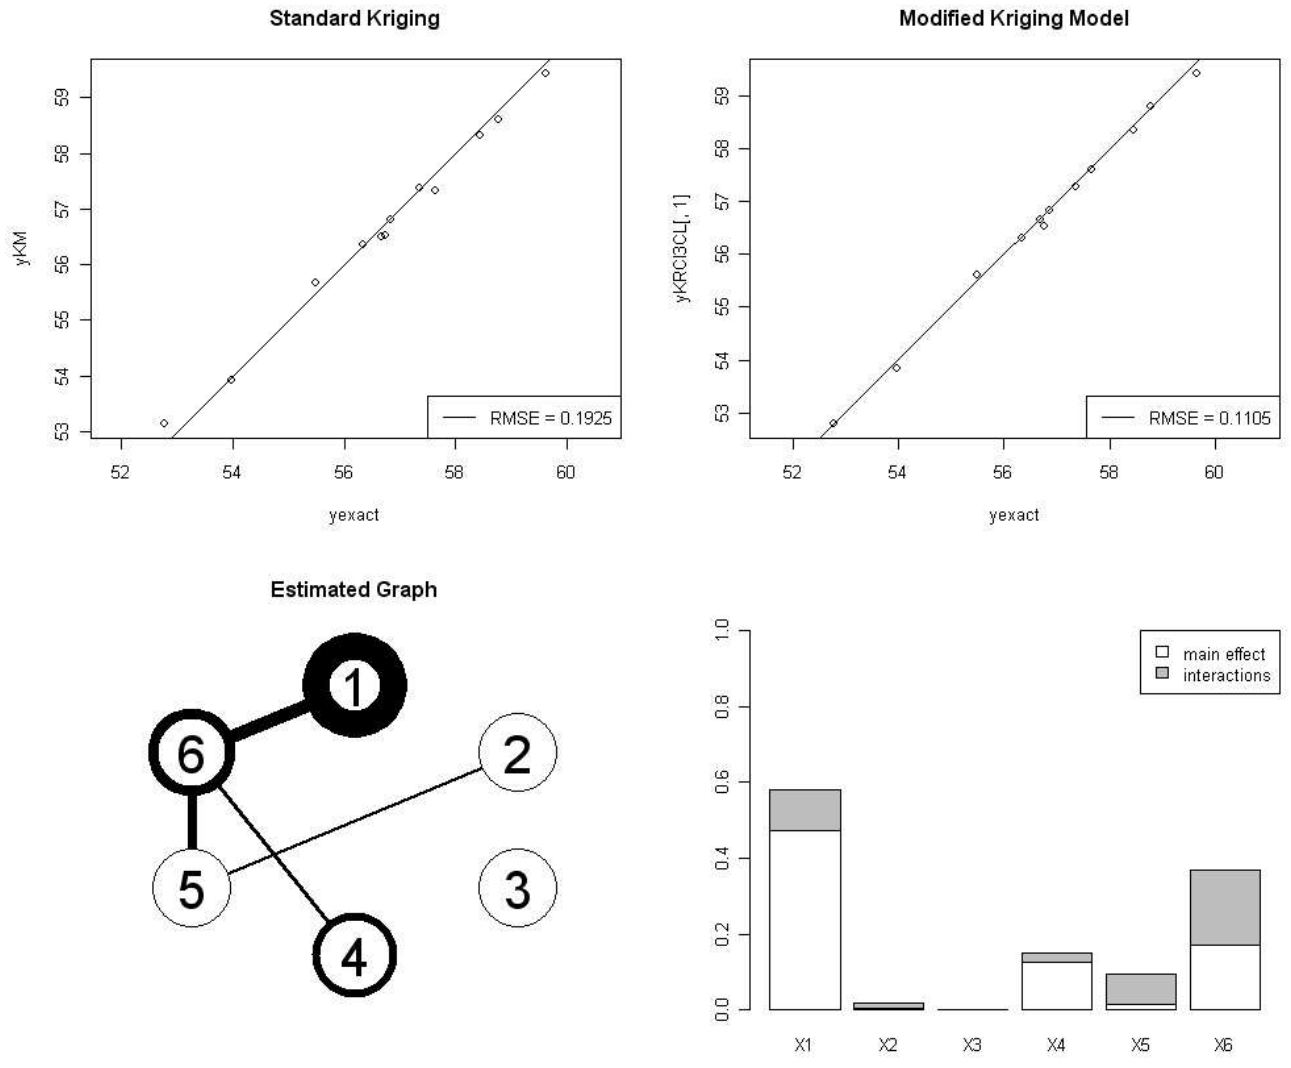 Standard Kriging
yKM
59
58
57
56
55
54
53
52 54 56 58 60
yexact
RMSE = 0.1925
Modified Kriging Model
yKRCI3CL[, 1]
59
58
57
56
55
54
53
52 54 56 58 60
yexact
RMSE = 0.1105
Estimated Graph
1
6
2
5
3
4
1.0
0.8
0.6
0.4
0.2
0.0
main effect
interactions
X1 X2 X3 X4 X5 X6